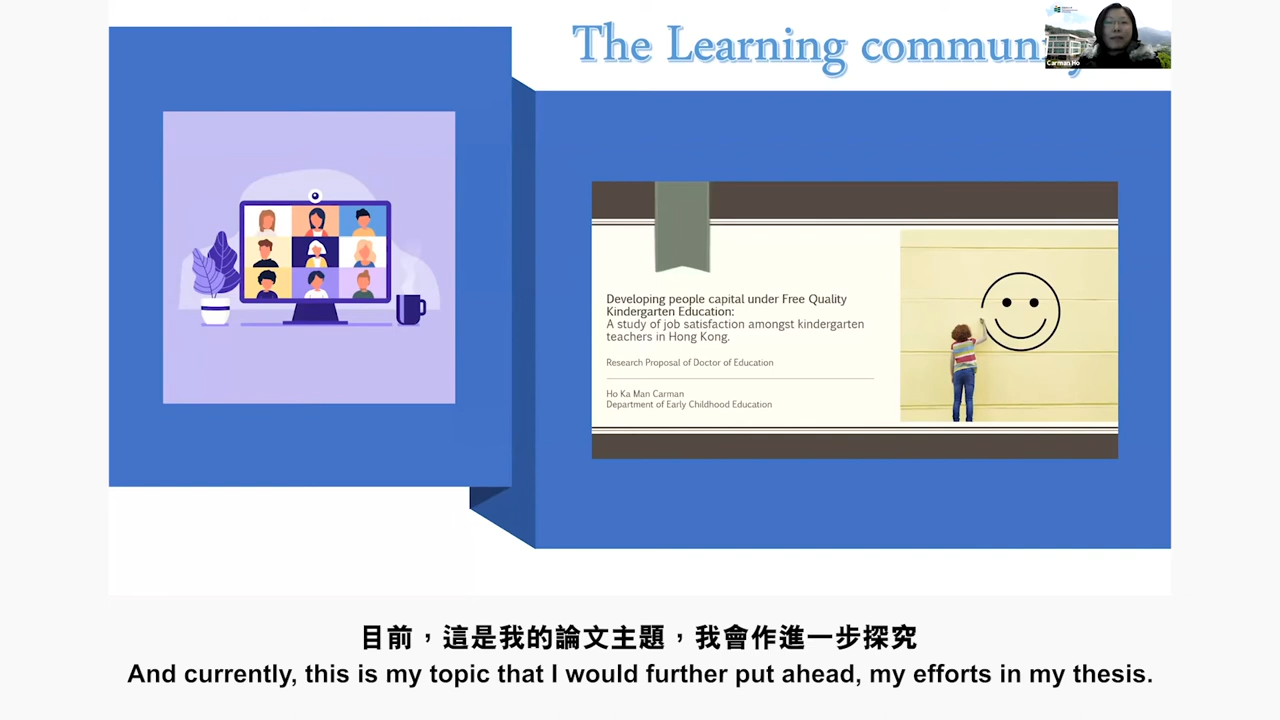 The Learning commun
Carman Ho
Developing people capital under Free Quality
Kindergarten Education:
A study of job satisfaction amongst kindergarten
teachers in Hong Kong.
Research Proposal of Doctor of Education
Ho Ka Man Carman
Department of Early Childhood Education
目前，這是我的論文主題，我會作進一步探究
And currently, this is my topic that I would further put ahead, my efforts in my thesis.